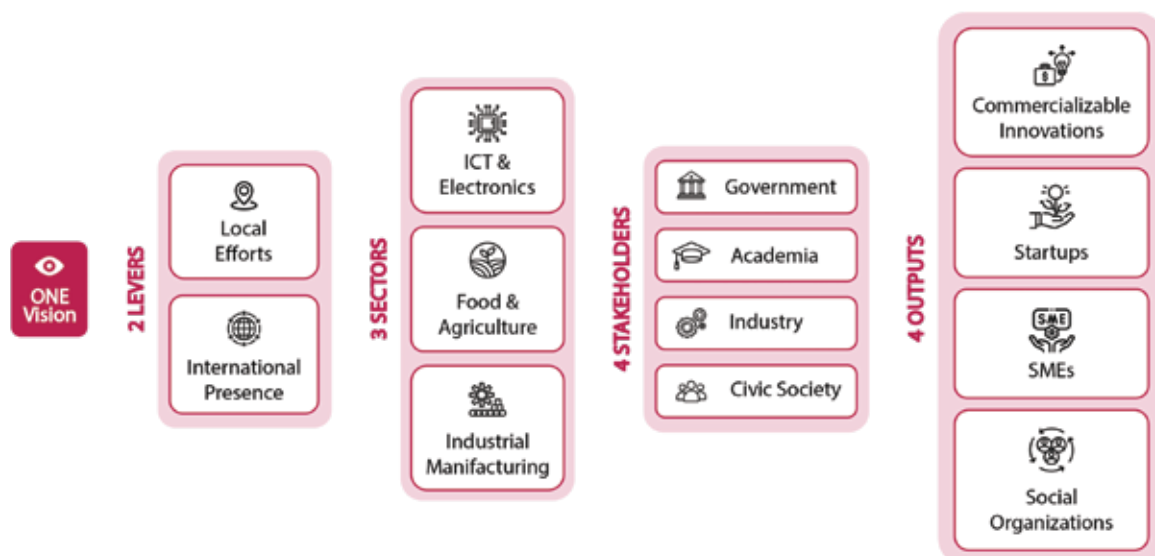 ONE
Vision
2 LEVERS
Local
Efforts
International
Presence
3 SECTORS
ICT &
Electronics
Food &
Agriculture
Industrial
Manifacturing
4 STAKEHOLDERS
Government
Academia
Industry
Civic Society
4 OUTPUTS
$
Commercializable
Innovations
Startups
SME
SMEs
Social
Organizations